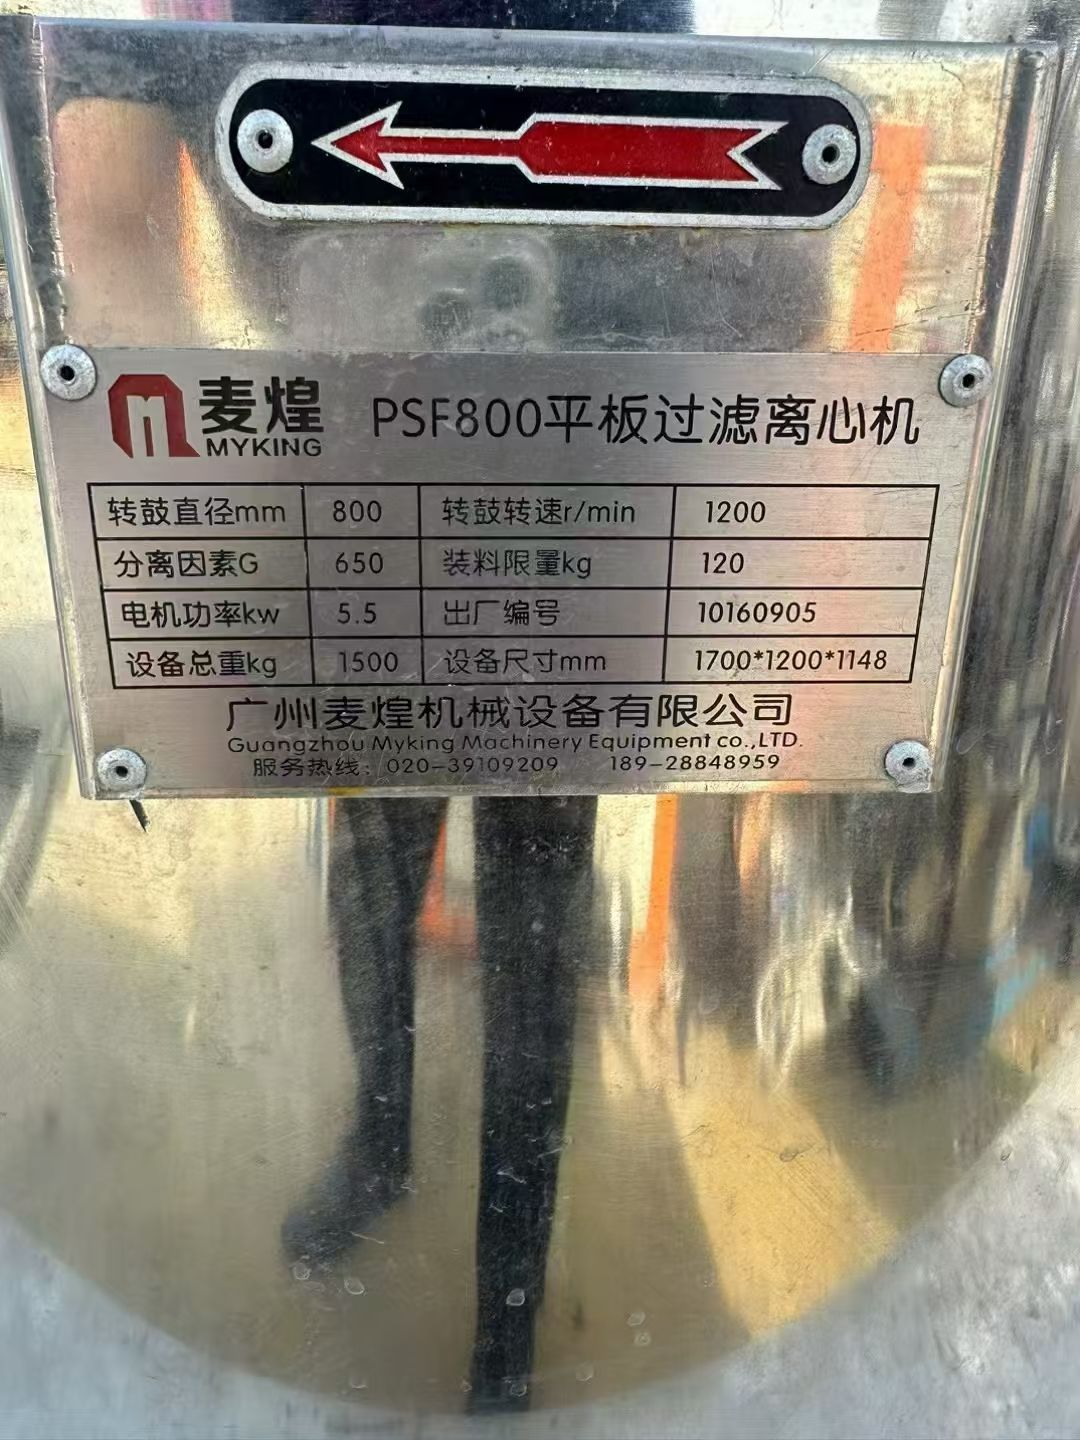 麦煌
MYKING
PSF800平板过滤离心机
转鼓直径mm 800 转鼓转速r/min 1200
分离因素G 650 装料限量kg 120
电机功率kw 5.5 出厂编号 10160905
设备总重kg 1500 设备尺寸mm 1700*1200*1148
广州麦煌机械设备有限公司
Guangzhou Myking Machinery Equipment co.,LTD.
服务热线：020-39109209 189-28848959